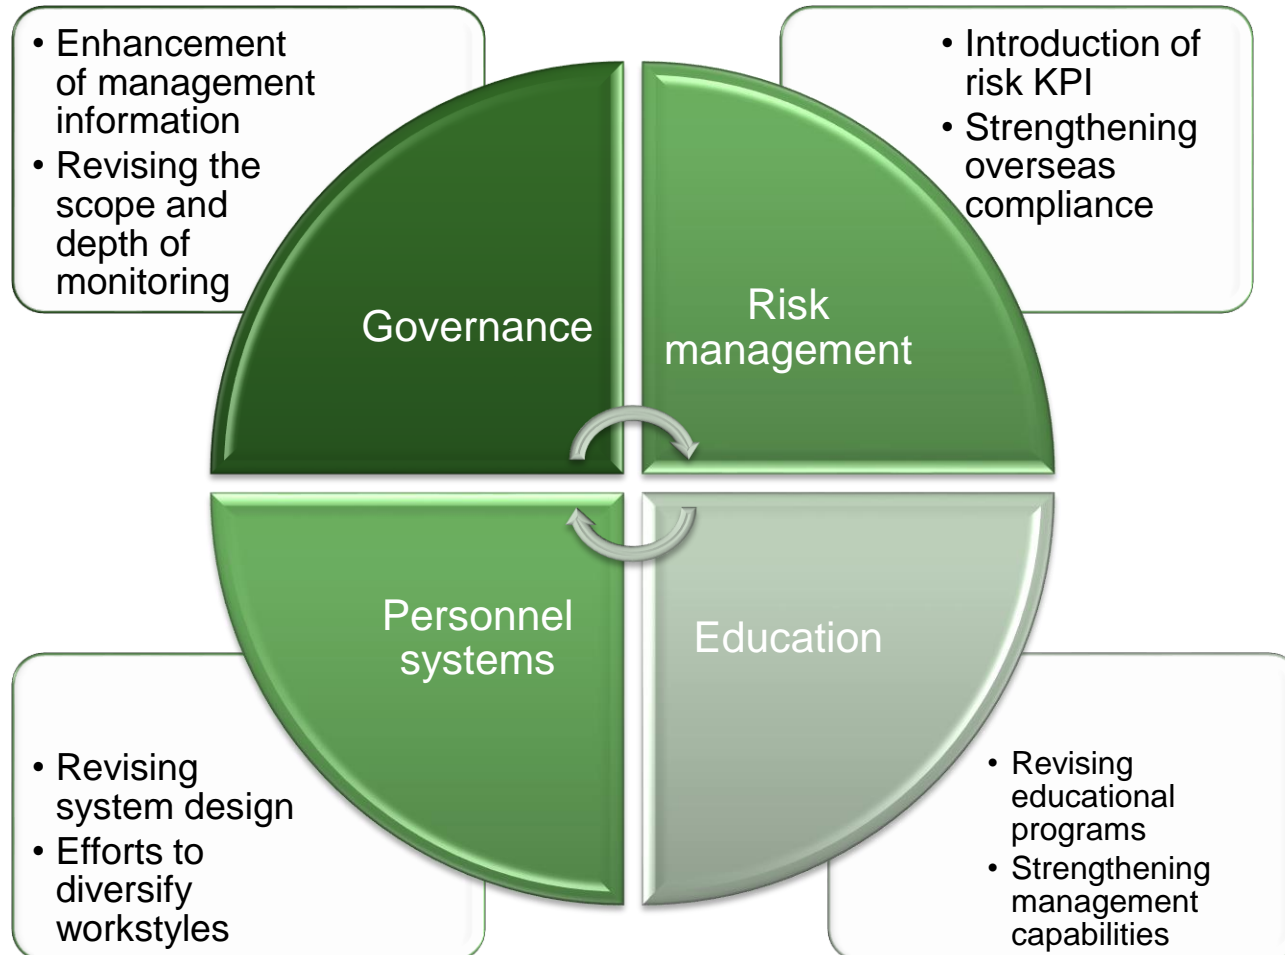 • Enhancement
of management
information
• Revising the
scope and
depth of
monitoring
• Introduction of
risk KPI
• Strengthening
overseas
compliance
Governance
Risk
management
Personnel
systems
Education
• Revising
system design
• Efforts to
diversify
workstyles
• Revising
educational
programs
• Strengthening
management
capabilities